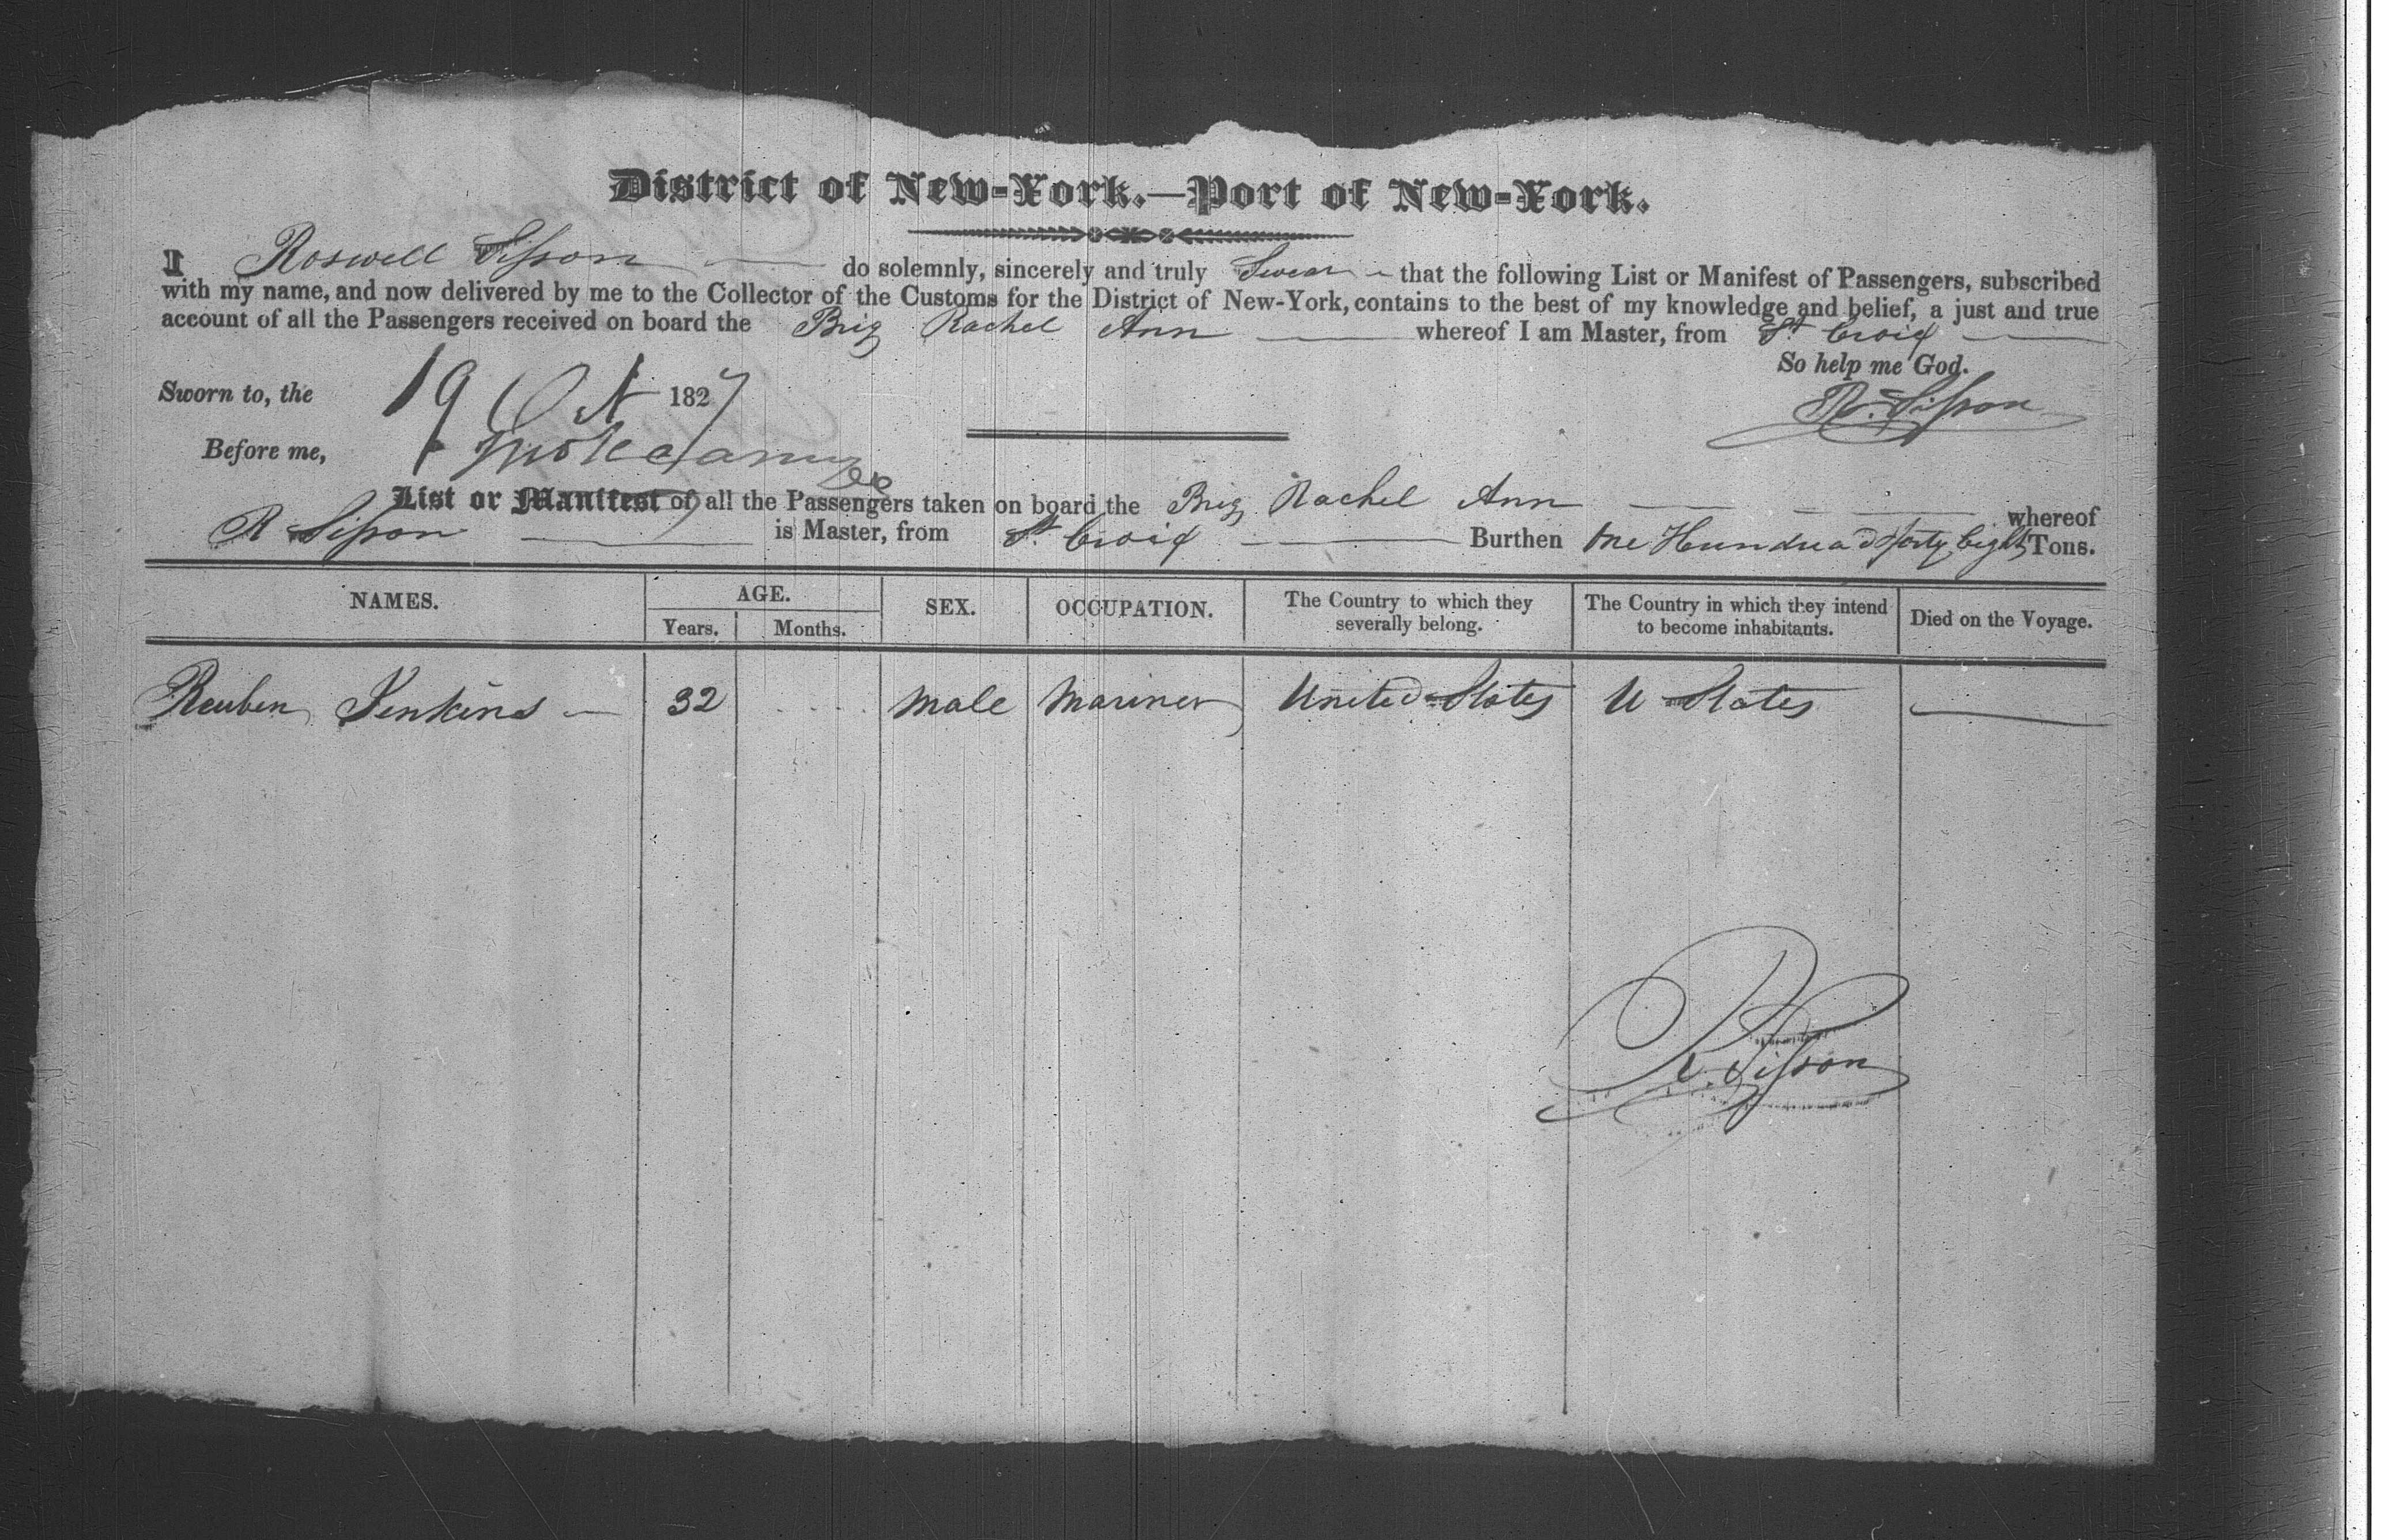 District of New-York.—Port of New-York.
I Roswell Sisson do solemnly, sincerely and truly Swear that the following List or Manifest of Passengers, subscribed
with my name, and now delivered by me to the Collector of the Customs for the District of New-York, contains to the best of my knowledge and belief, a just and true
account of all the Passengers received on board the Brig Rachel Ann whereof I am Master, from St Croix
So help me God.
Sworn to, the 19 Oct 1827
R. Sisson
Before me,
List or Manifest of all the Passengers taken on board the Brig Rachel Ann whereof
R Sisson is Master, from St Croix Burthen One Hundred forty Eight Tons.
NAMES. AGE. SEX. OCCUPATION. The Country to which they severally belong. The Country in which they intend to become inhabitants. Died on the Voyage.
Years. Months.
Reuben Jenkins — 32 .... Male Mariner United States U States —
R. Sisson